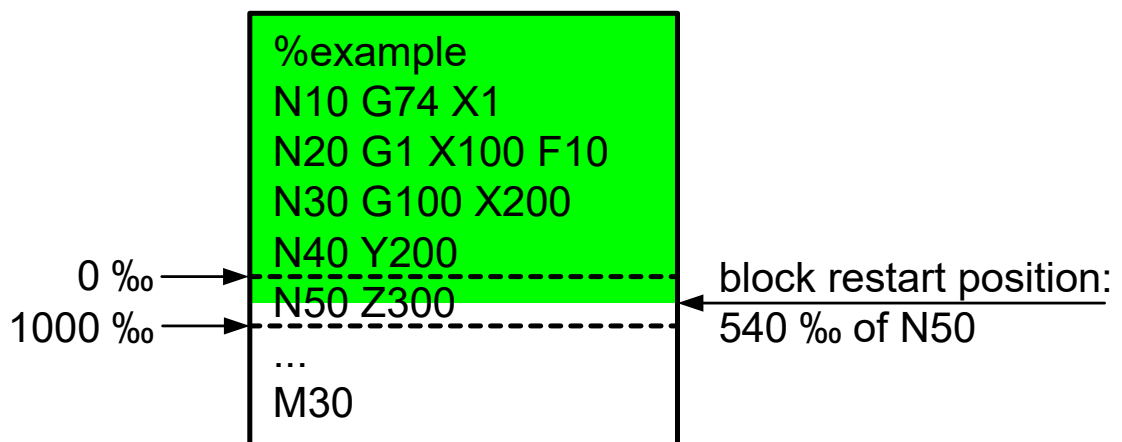 %example
N10 G74 X1
N20 G1 X100 F10
N30 G100 X200
N40 Y200
0 ‰
N50 Z300
1000 ‰
...
M30
block restart position:
540 ‰ of N50